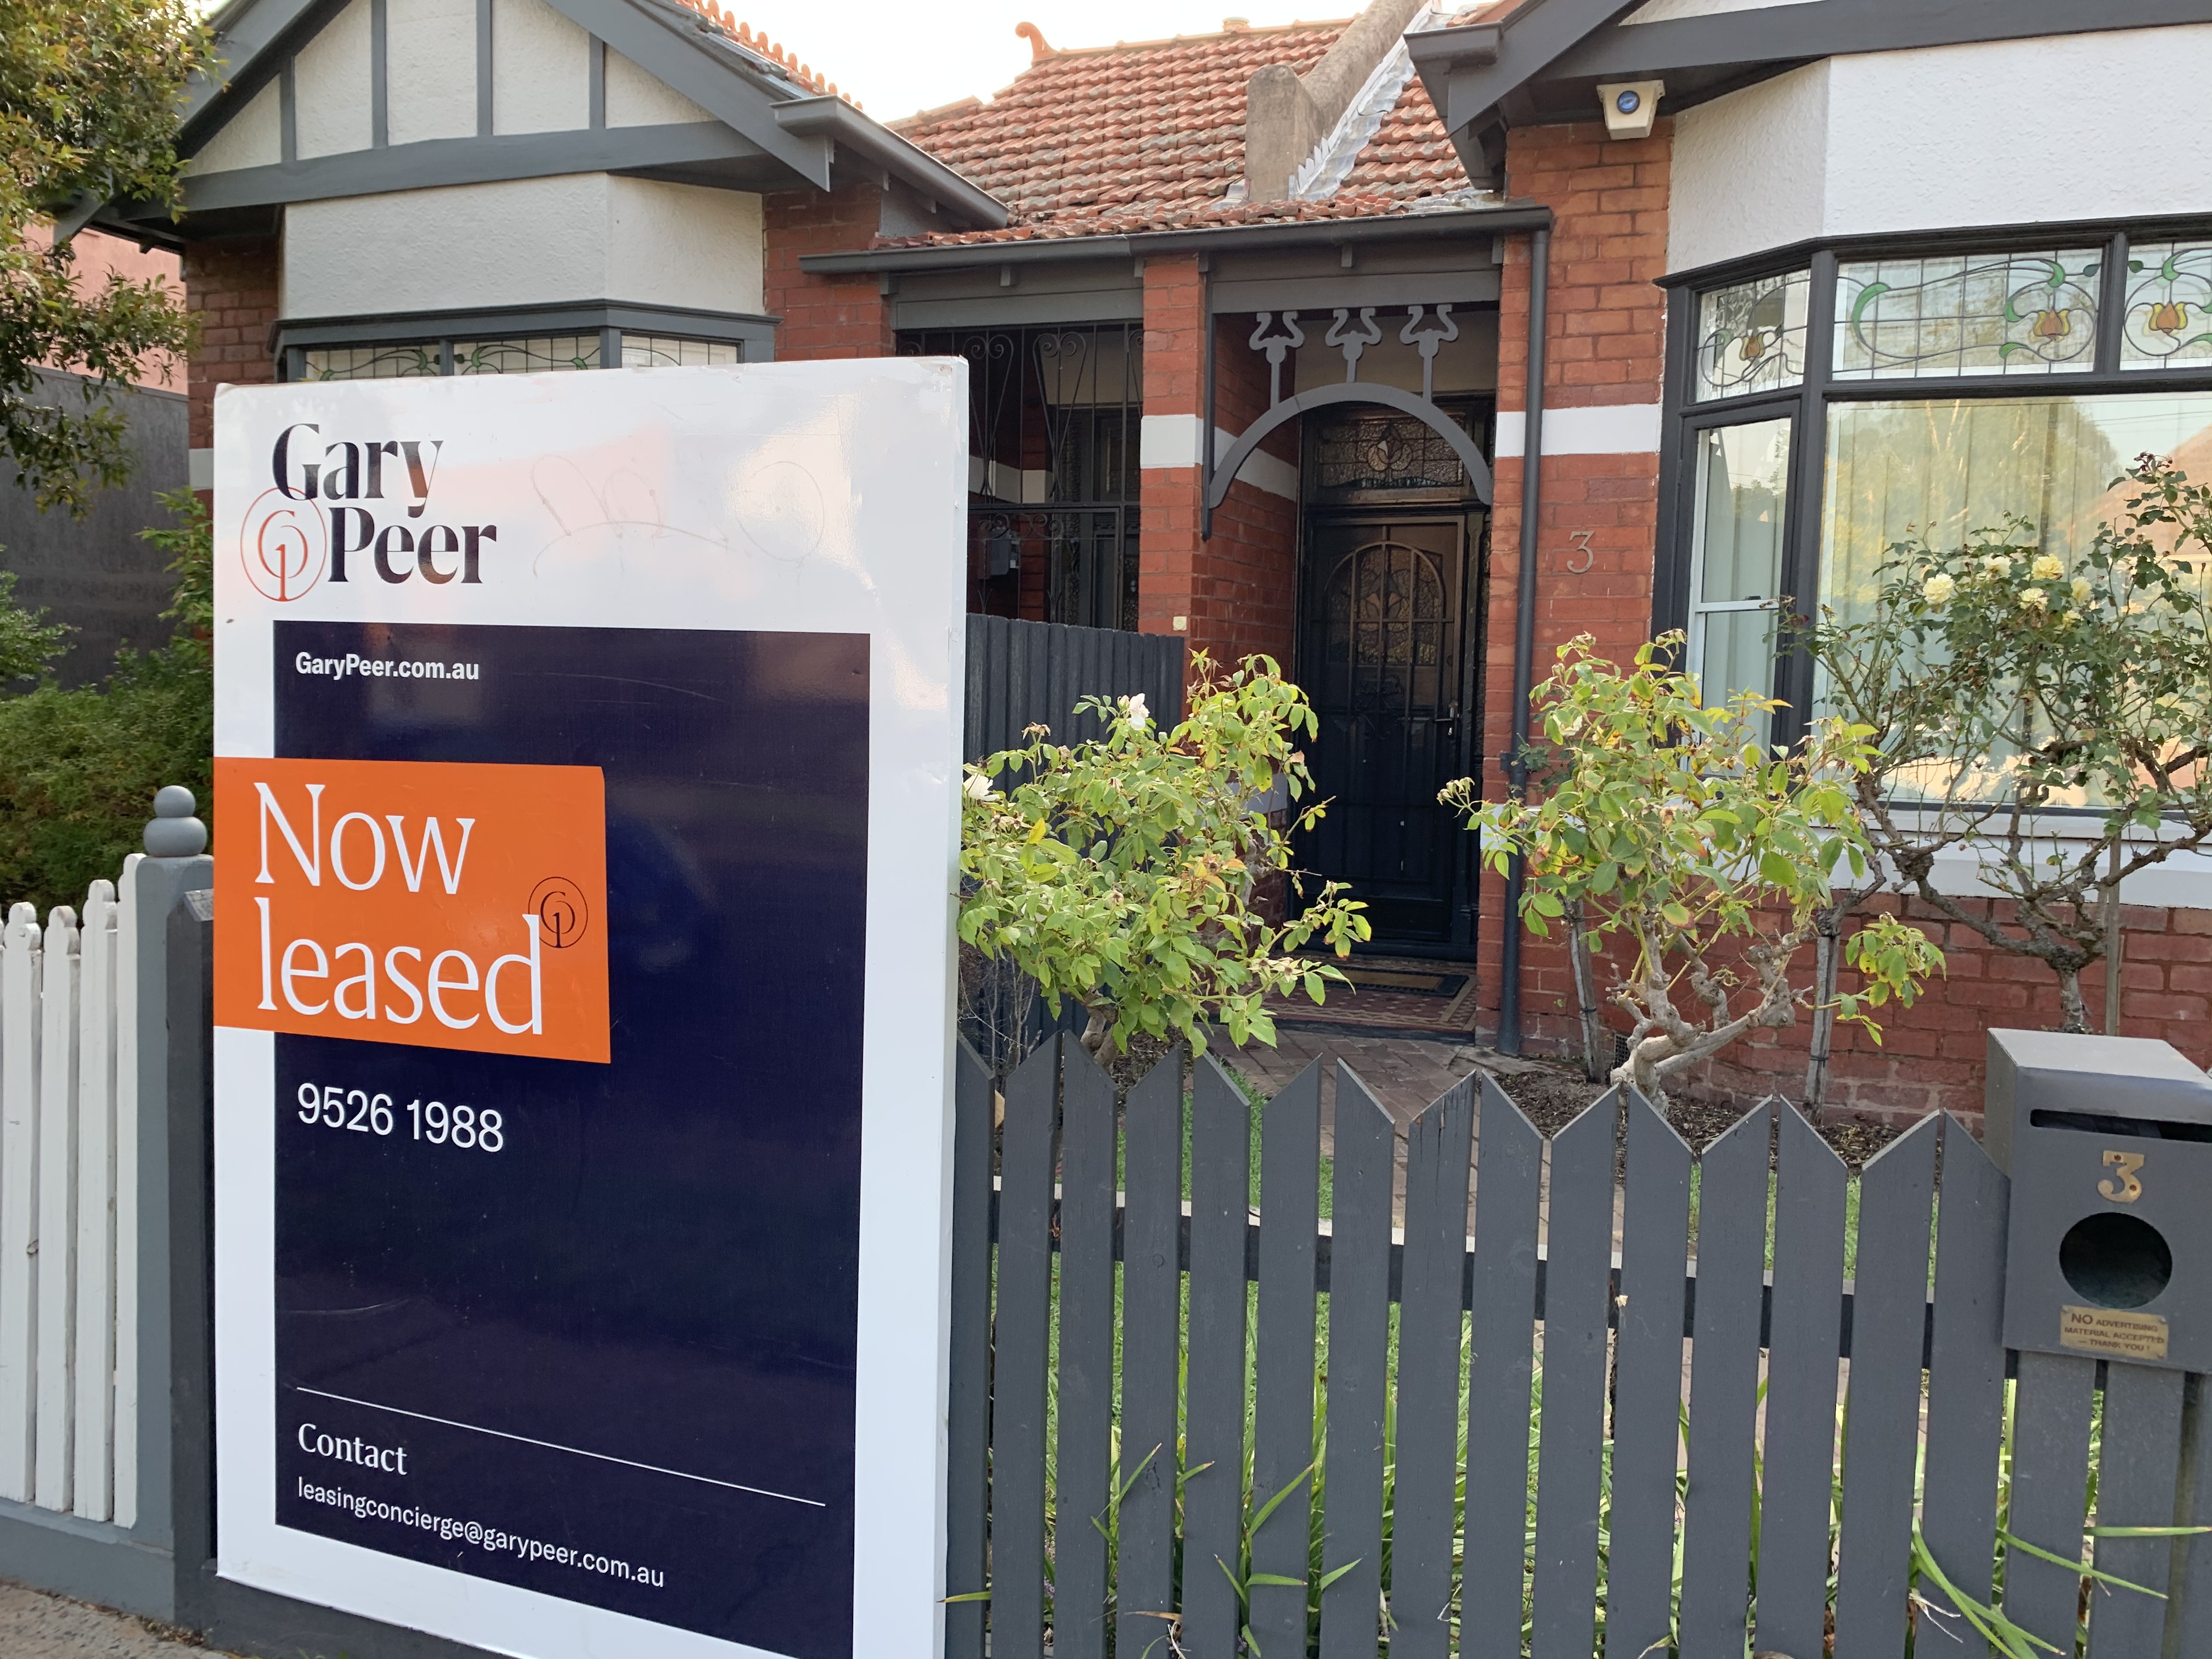 Gary
Peer
GaryPeer.com.au
Now
leased
9526 1988
Contact
leasingconcierge@garypeer.com.au
3
3
NO ADVERTISING
MATERIAL ACCEPTED
— THANK YOU !